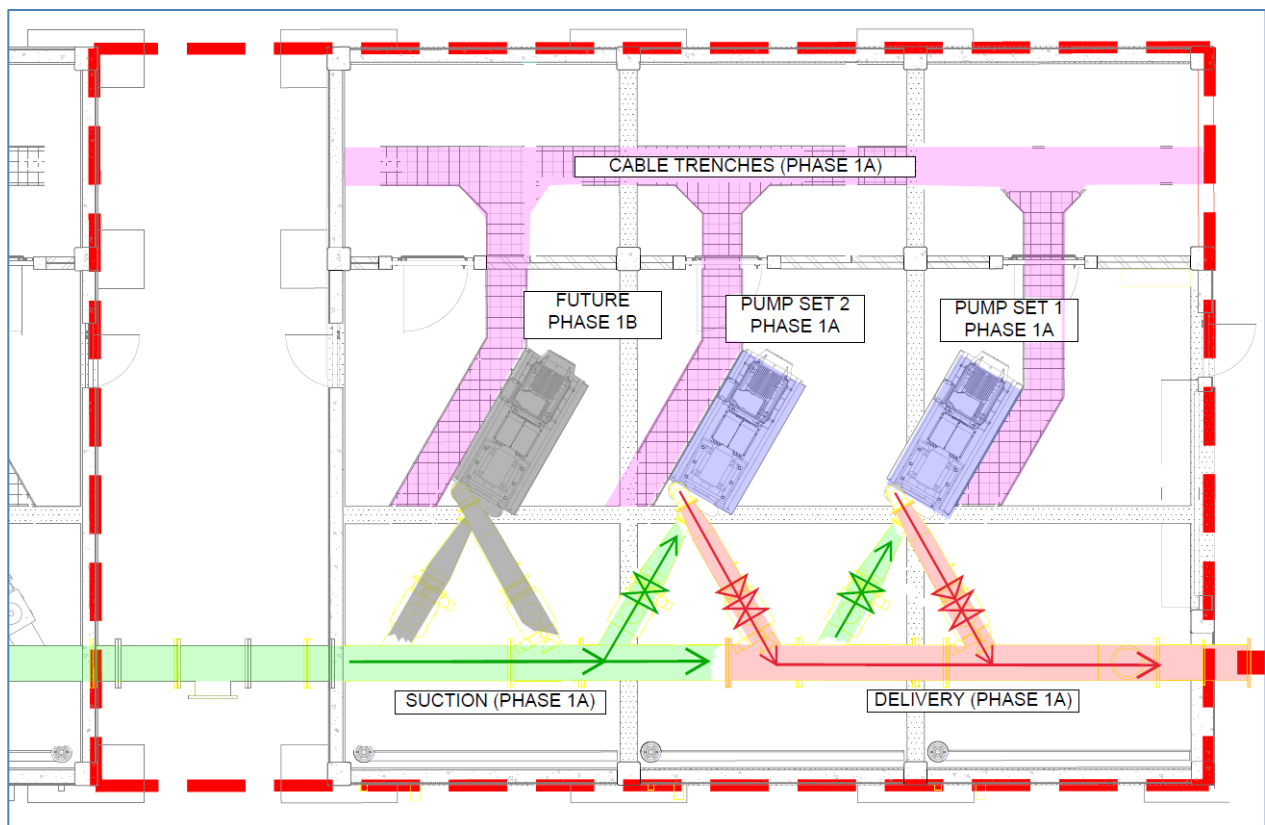 CABLE TRENCHES (PHASE 1A)
FUTURE
PHASE 1B
PUMP SET 2
PHASE 1A
PUMP SET 1
PHASE 1A
SUCTION (PHASE 1A)
DELIVERY (PHASE 1A)